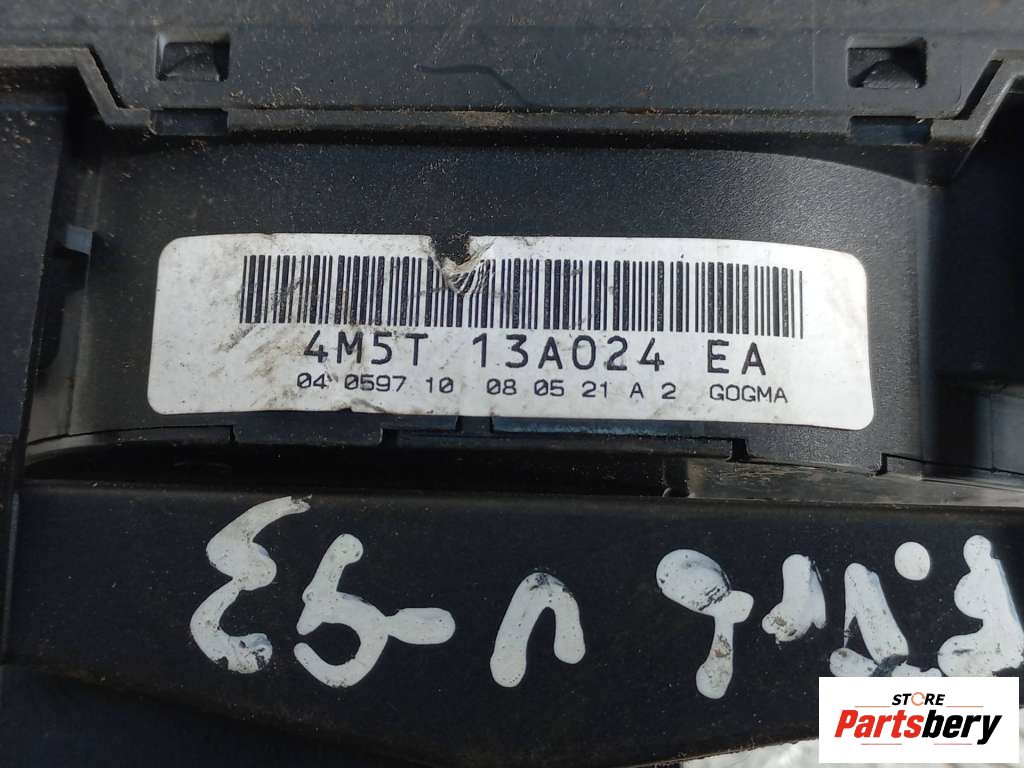 4M5T 13A024 EA
04 0597 10 08 05 21 A 2 GOGMA
STORE
Partsbery